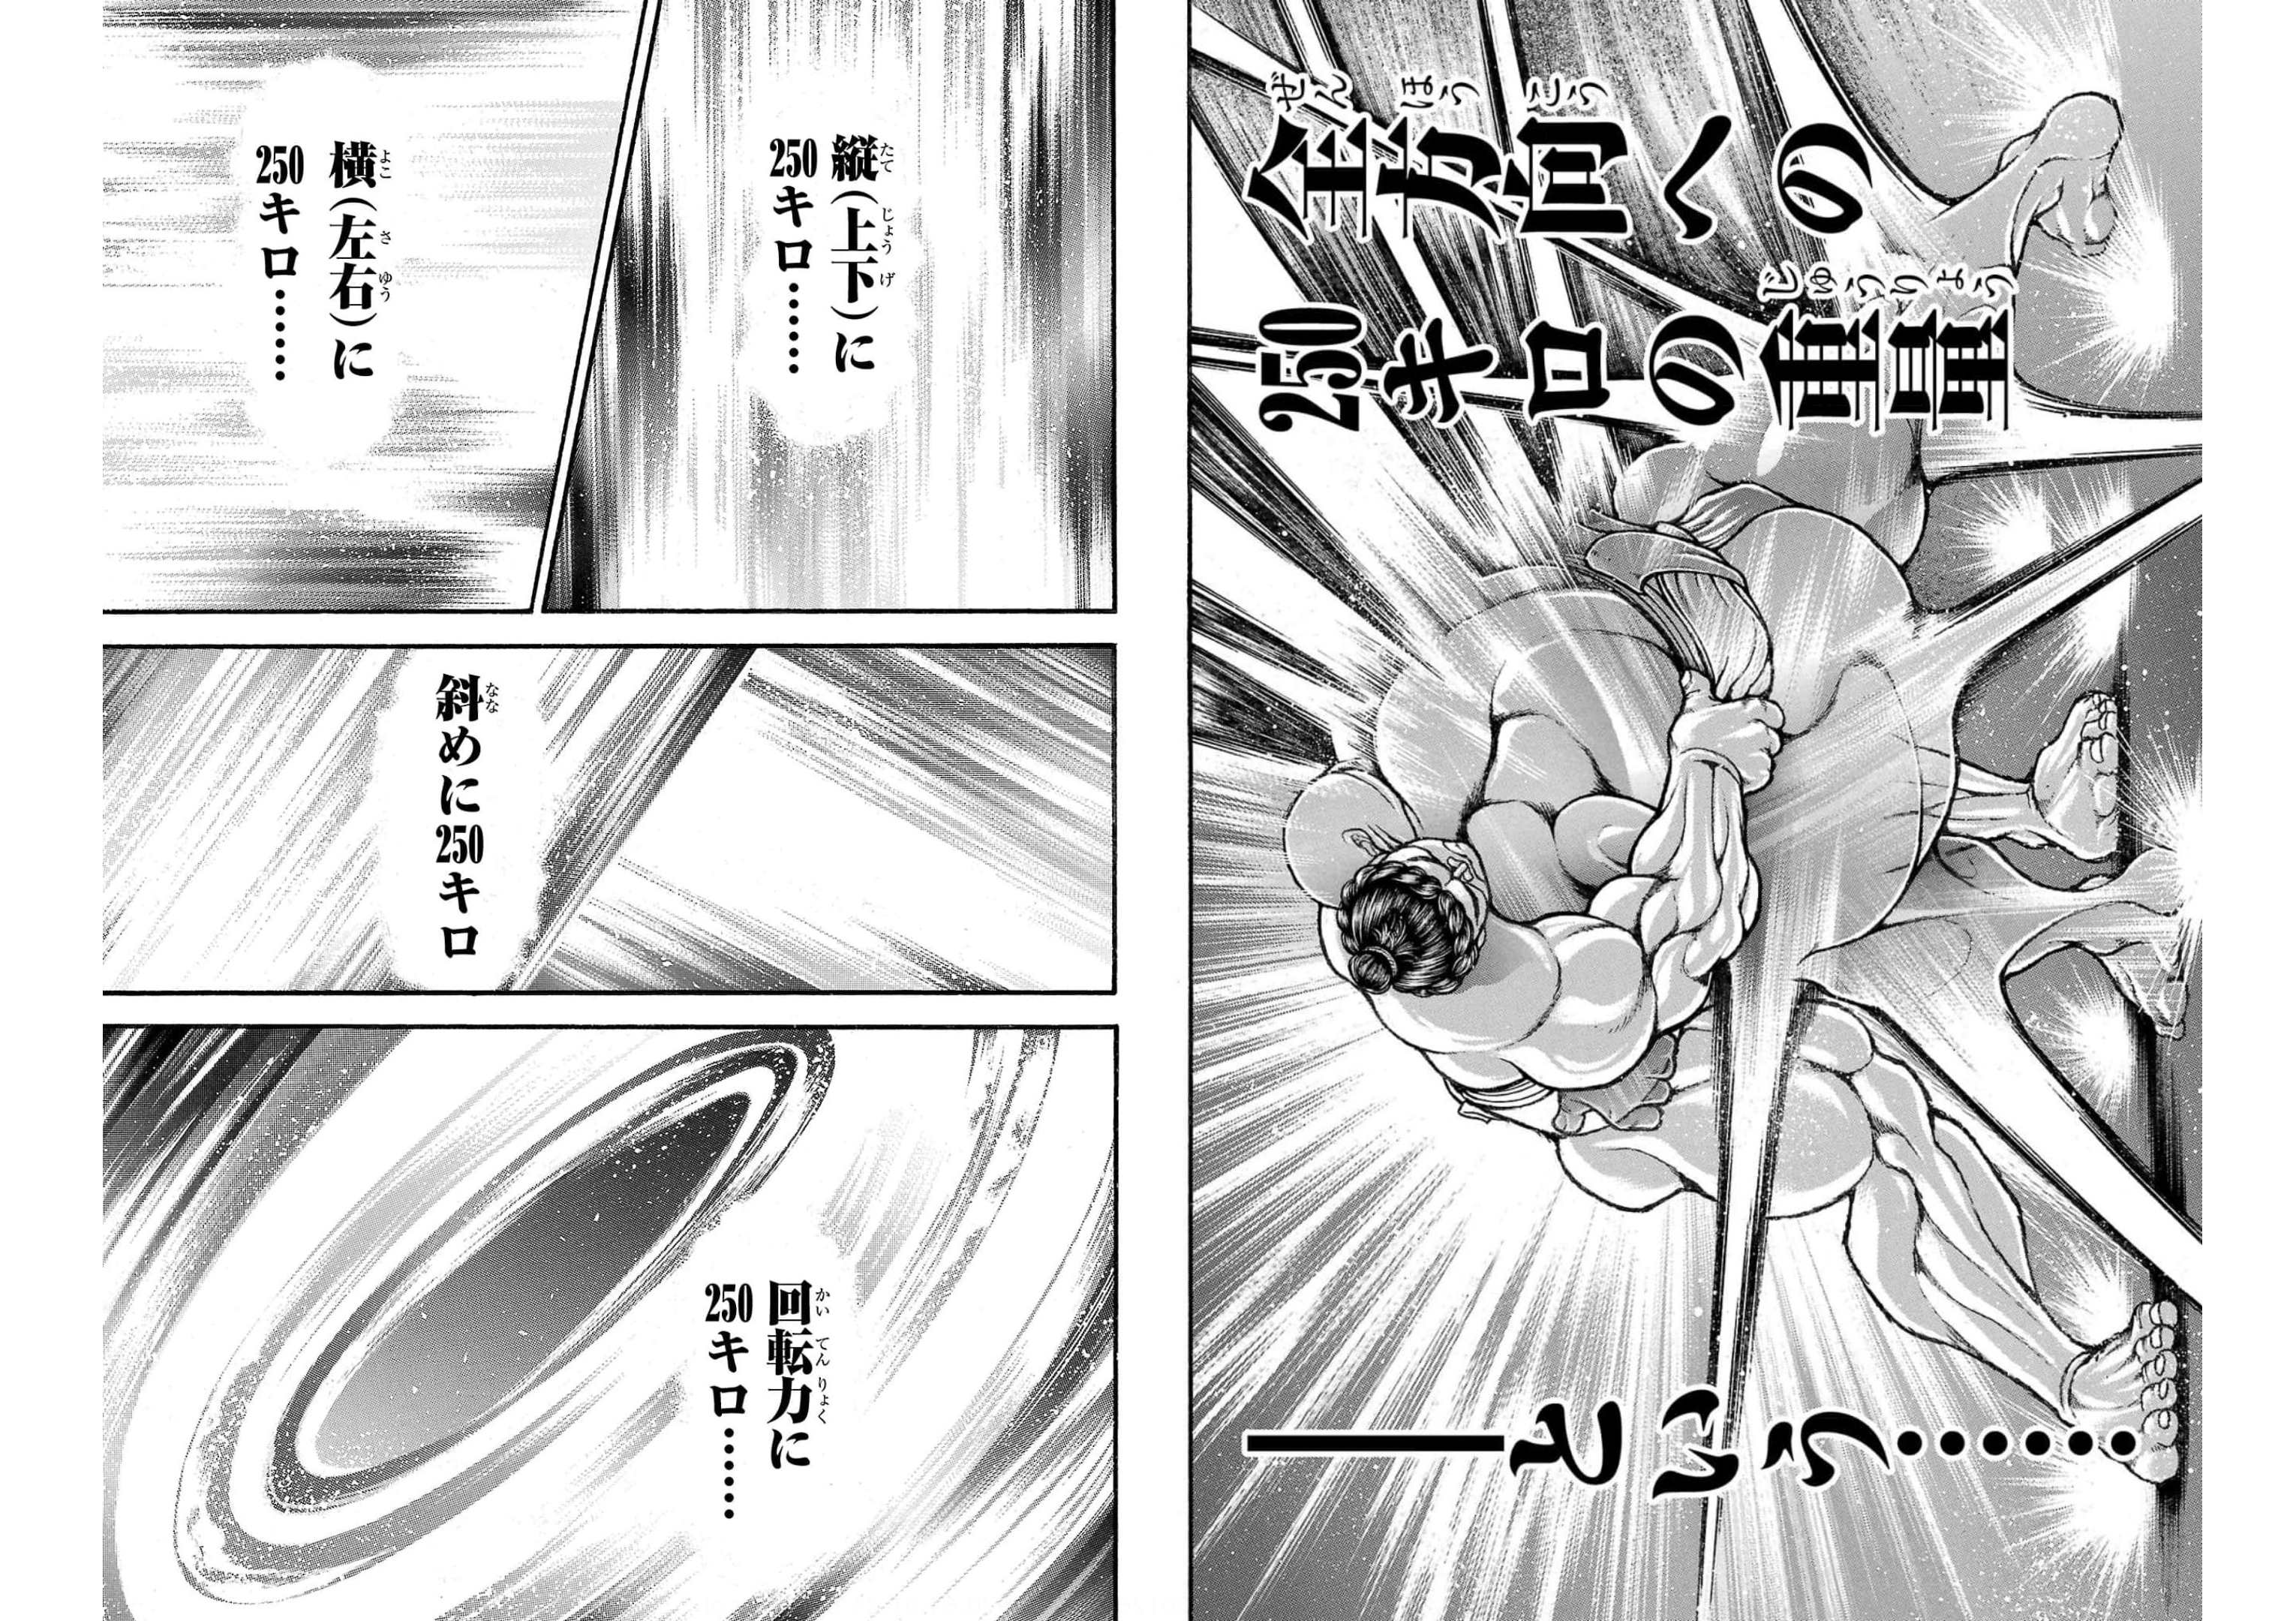 全方向への
250キロの重量
――という……
縦(上下)に
250キロ……
横(左右)に
250キロ……
斜めに250キロ
回転力に
250キロ……